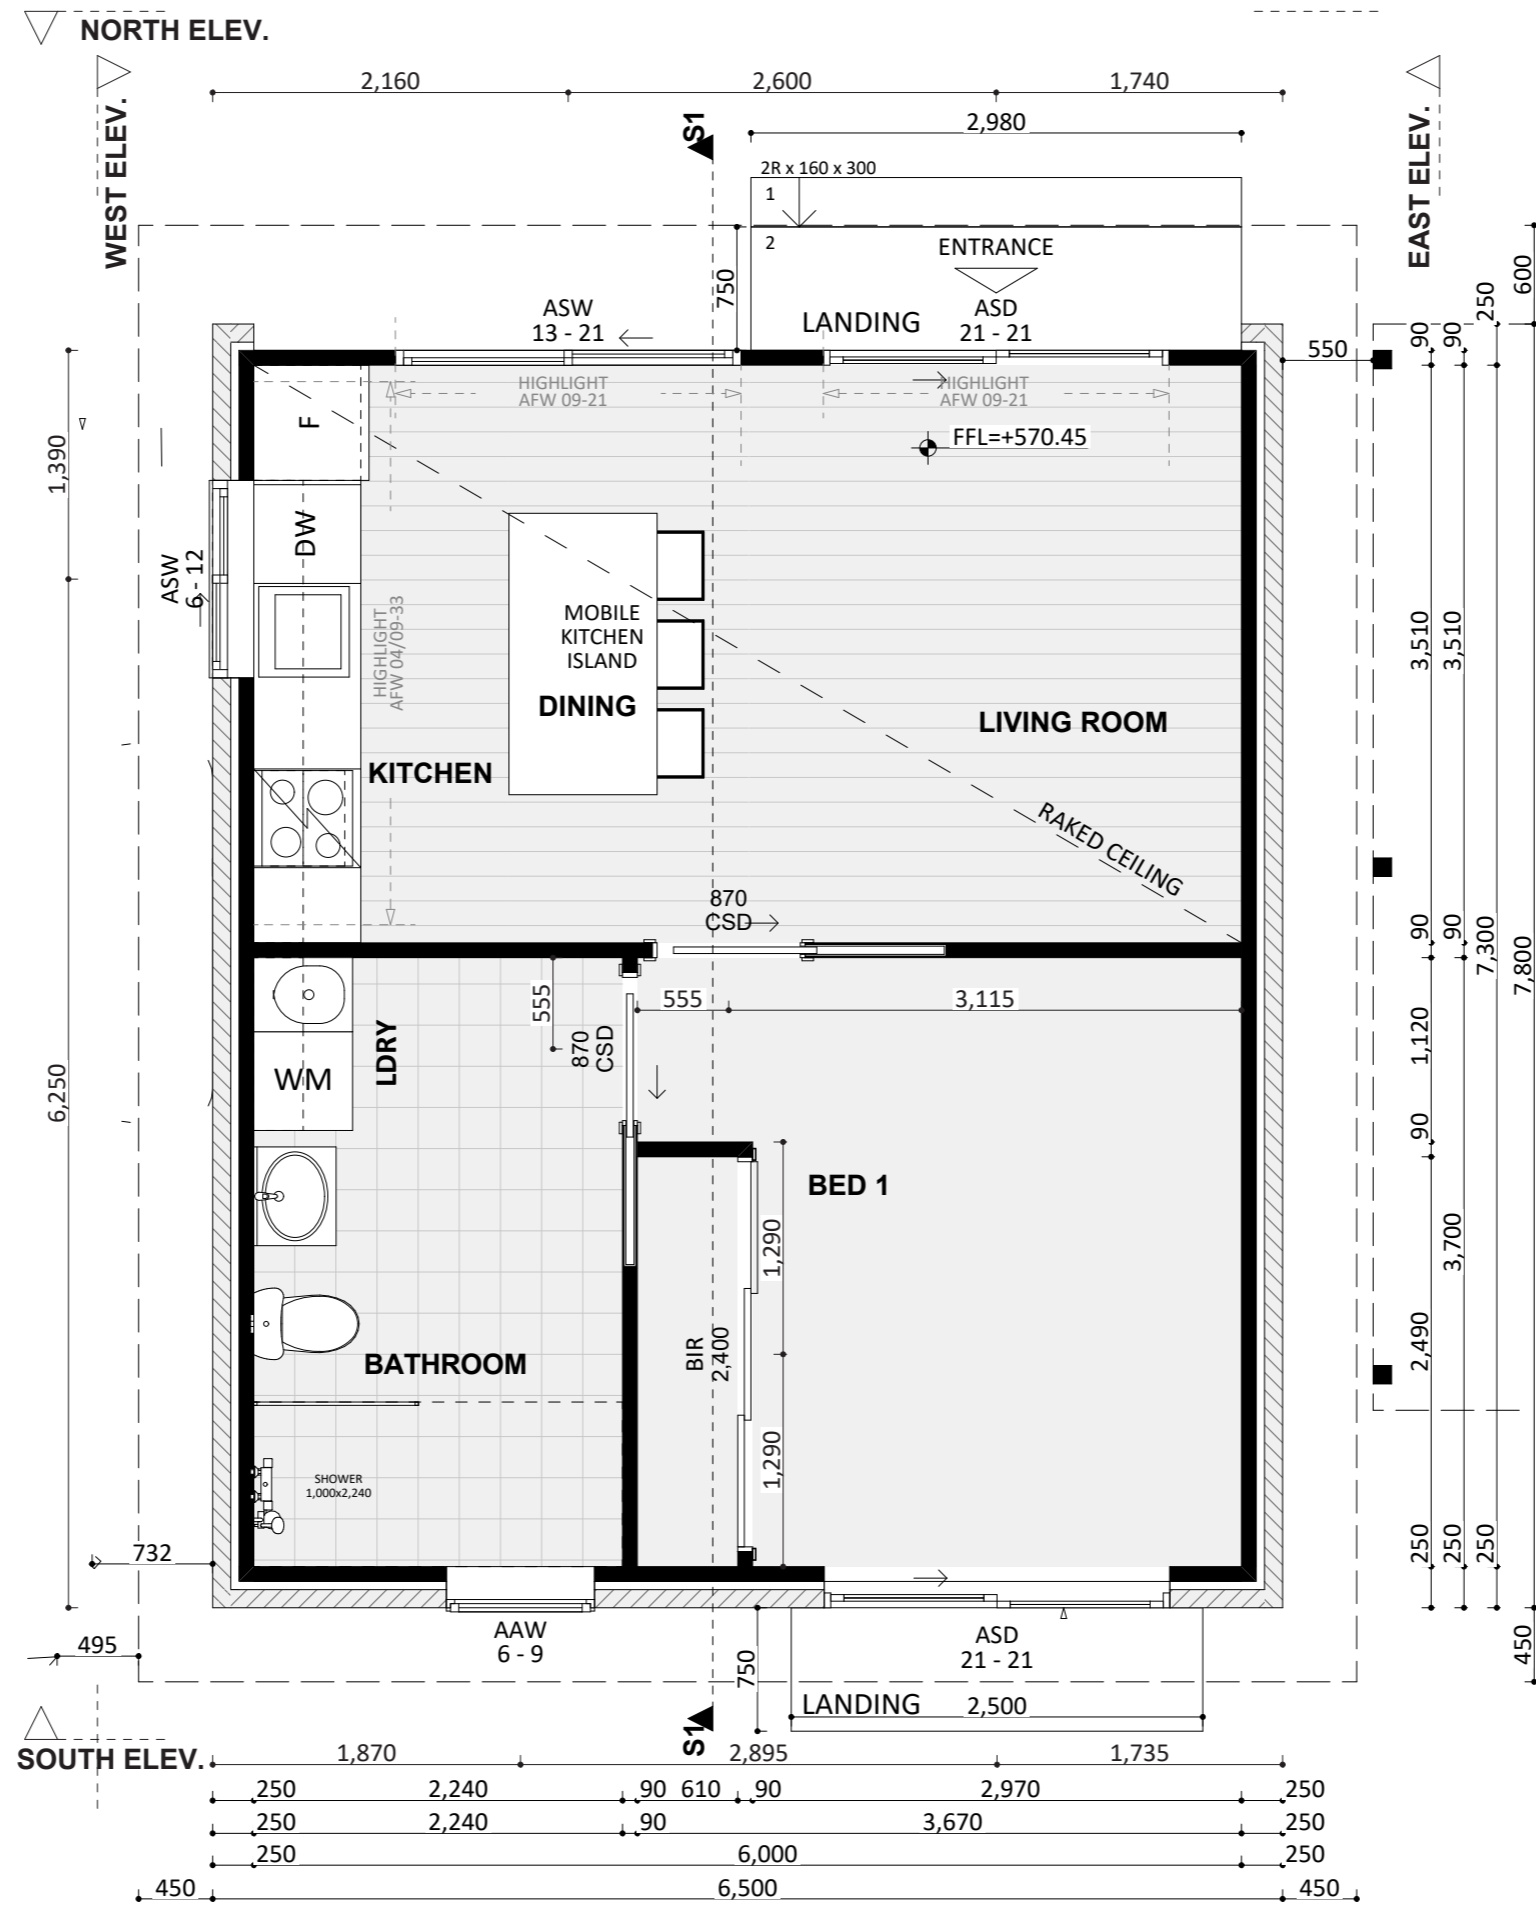 NORTH ELEV.
WEST ELEV.
EAST ELEV.
2,160
2,600
1,740
S1
2,980
2R x 160 x 300
1
2
ENTRANCE
750
600
250
ASW
13 - 21
LANDING
ASD
21 - 21
90
90
550
HIGHLIGHT
AFW 09-21
HIGHLIGHT
AFW 09-21
F
FFL=+570.45
1,390
DW
ASW
6 - 12
HIGHLIGHT
AFW 04/09-33
MOBILE
KITCHEN
ISLAND
DINING
LIVING ROOM
KITCHEN
3,510
3,510
RAKED CEILING
870
CSD
90
90
7,300
7,800
555
555
3,115
870
CSD
LDRY
WM
1,120
6,250
90
BED 1
1,290
3,700
BIR
2,400
2,490
BATHROOM
1,290
SHOWER
1,000x2,240
732
250
250
250
AAW
6 - 9
ASD
21 - 21
495
750
450
LANDING
2,500
S1
SOUTH ELEV.
1,870
2,895
1,735
250
2,240
90
610
90
2,970
250
250
2,240
90
3,670
250
250
6,000
250
450
6,500
450